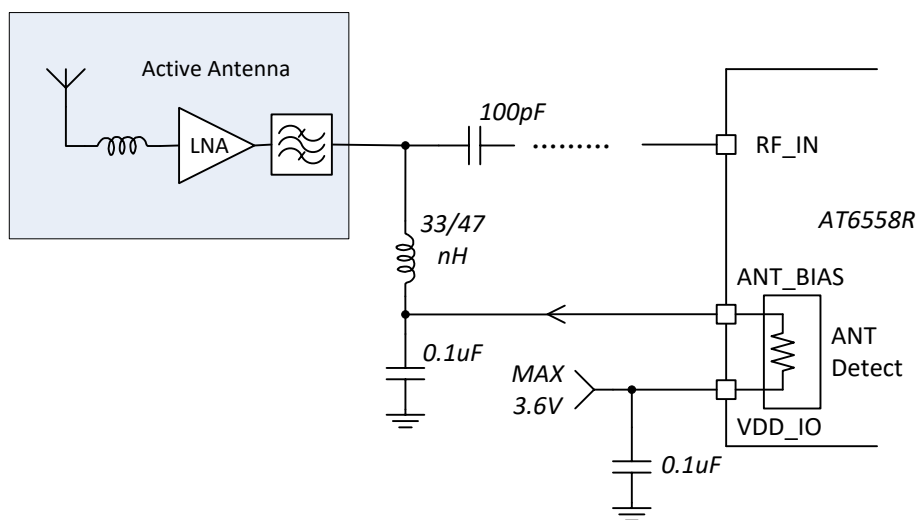 Active Antenna
LNA
100pF
RF_IN
AT6558R
33/47
nH
ANT_BIAS
ANT
Detect
0.1uF
MAX
3.6V
VDD_IO
0.1uF